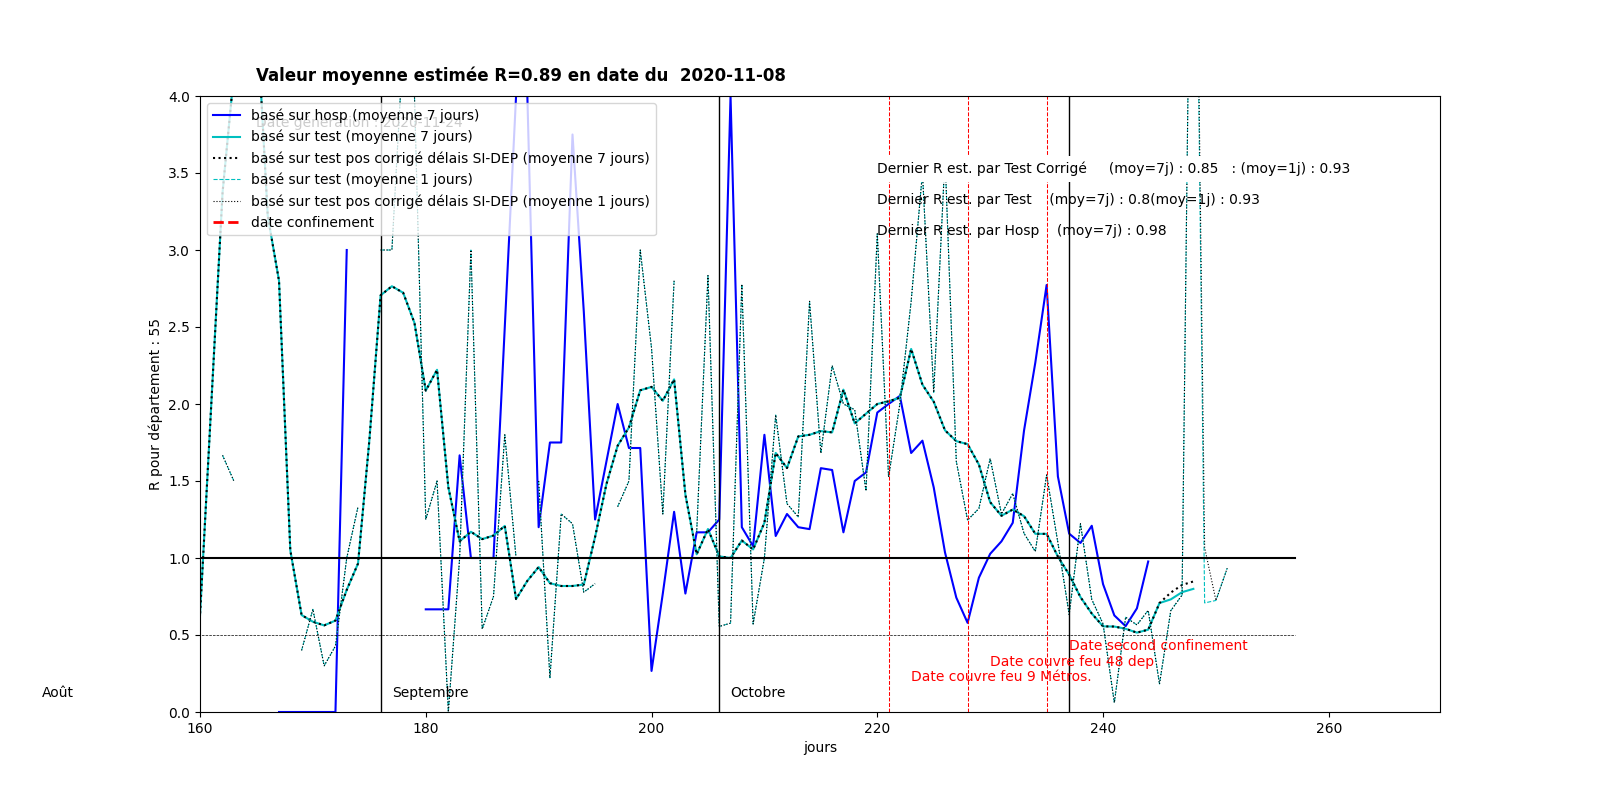 Valeur moyenne estimée R=0.89 en date du  2020-11-08
Date génération : 2020-11-24
basé sur hosp (moyenne 7 jours)
basé sur test (moyenne 7 jours)
basé sur test pos corrigé délais SI-DEP (moyenne 7 jours)
basé sur test (moyenne 1 jours)
basé sur test pos corrigé délais SI-DEP (moyenne 1 jours)
date confinement
Dernier R est. par Test Corrigé     (moy=7j) : 0.85   : (moy=1j) : 0.93
Dernier R est. par Test    (moy=7j) : 0.8(moy=1j) : 0.93
Dernier R est. par Hosp    (moy=7j) : 0.98
4.0
3.5
3.0
2.5
2.0
1.5
1.0
0.5
0.0
R pour département : 55
Date second confinement
Date couvre feu 48 dep
Date couvre feu 9 Métros.
Août
Septembre
Octobre
160
180
200
220
240
260
jours